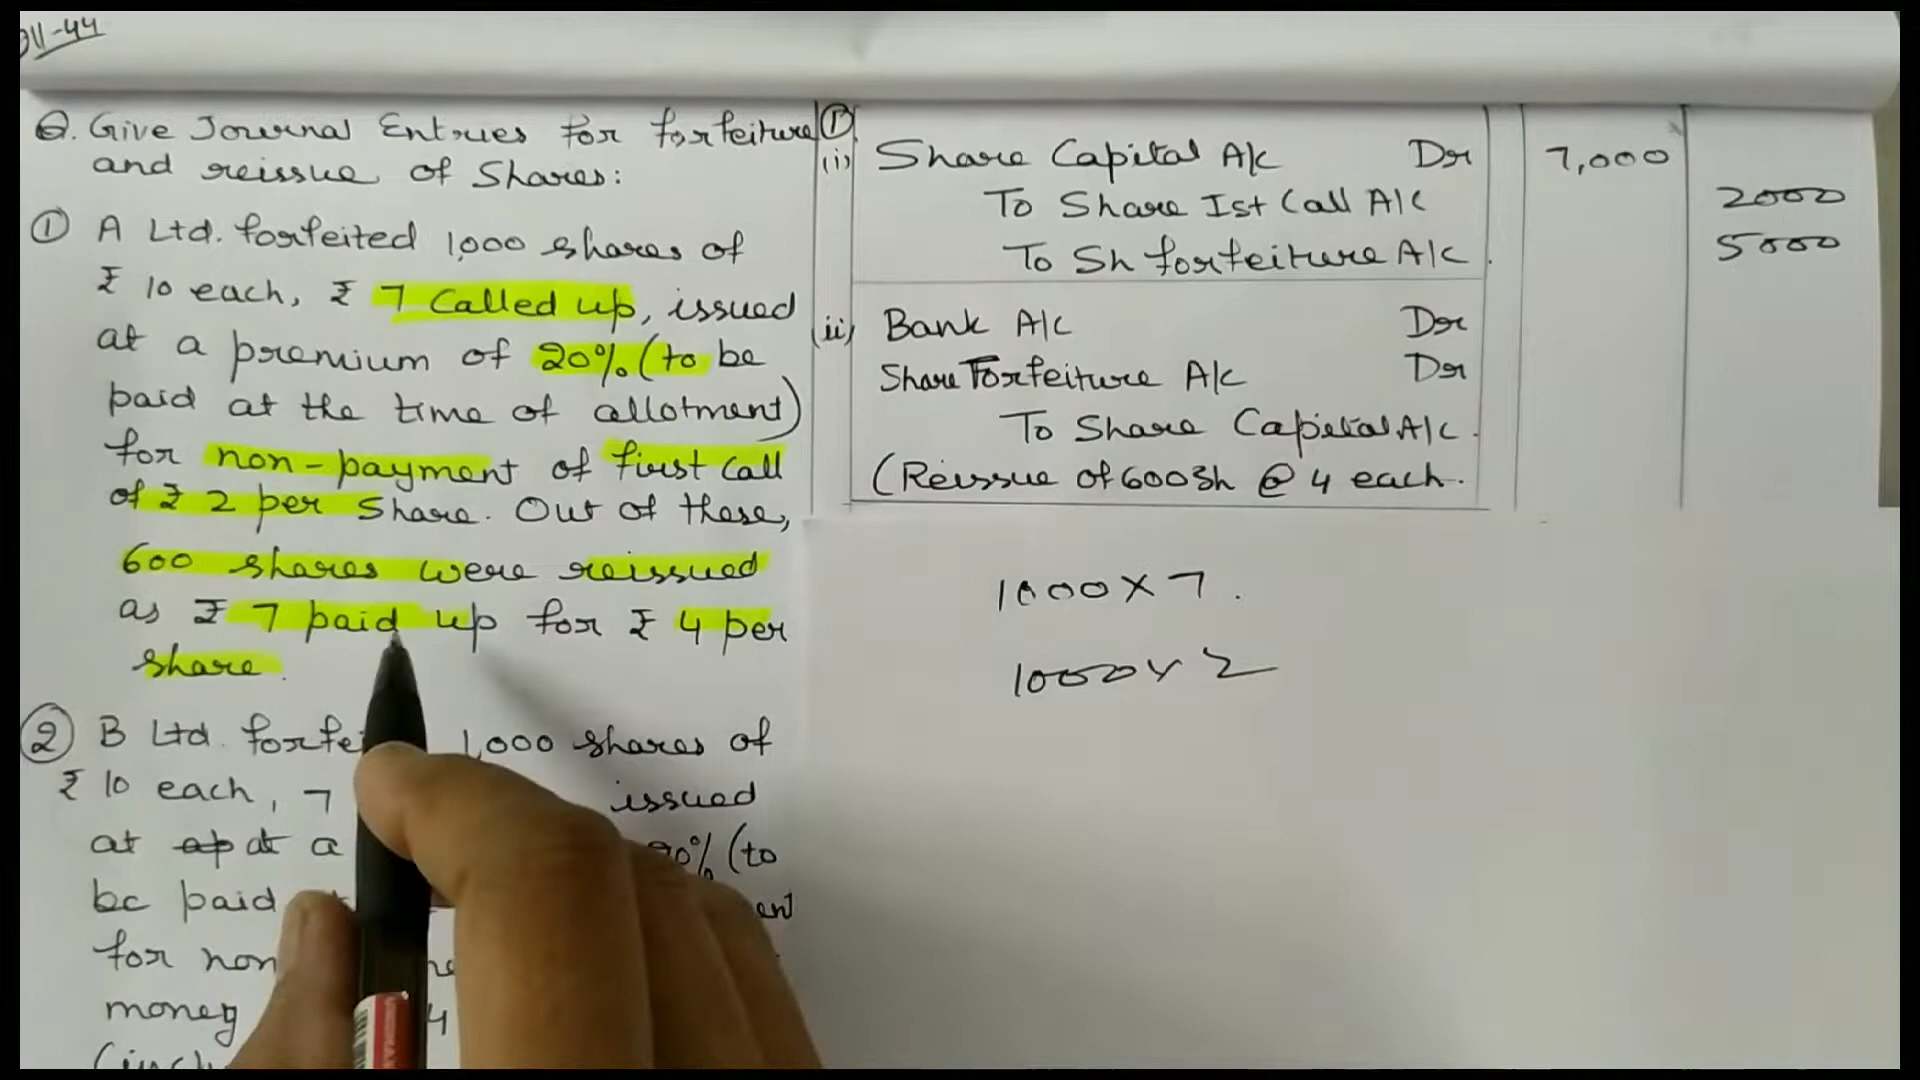 Q. Give Journal Entries for forfeiture
and reissue of Shares:
① A Ltd. forfeited 1,000 shares of
₹ 10 each, ₹ 7 Called up, issued
at a premium of 20% (to be
paid at the time of allotment)
for non-payment of first call
of ₹ 2 per share. Out of these,
600 shares were reissued
as ₹ 7 paid up for ₹ 4 per
share.
② B Ltd. 1,000 shares of
₹ 10 each, 7 issued
at a (to
be paid
for non
money 4
①
(i) Share Capital A/c Dr 7,000
To Share Ist Call A/c 2000
To Sh forfeiture A/c. 5000
(ii) Bank A/c Dr
Share Forfeiture A/c Dr
To Share Capital A/c.
(Reissue of 600 Sh @ 4 each.
1000 x 7.
1000 x 2